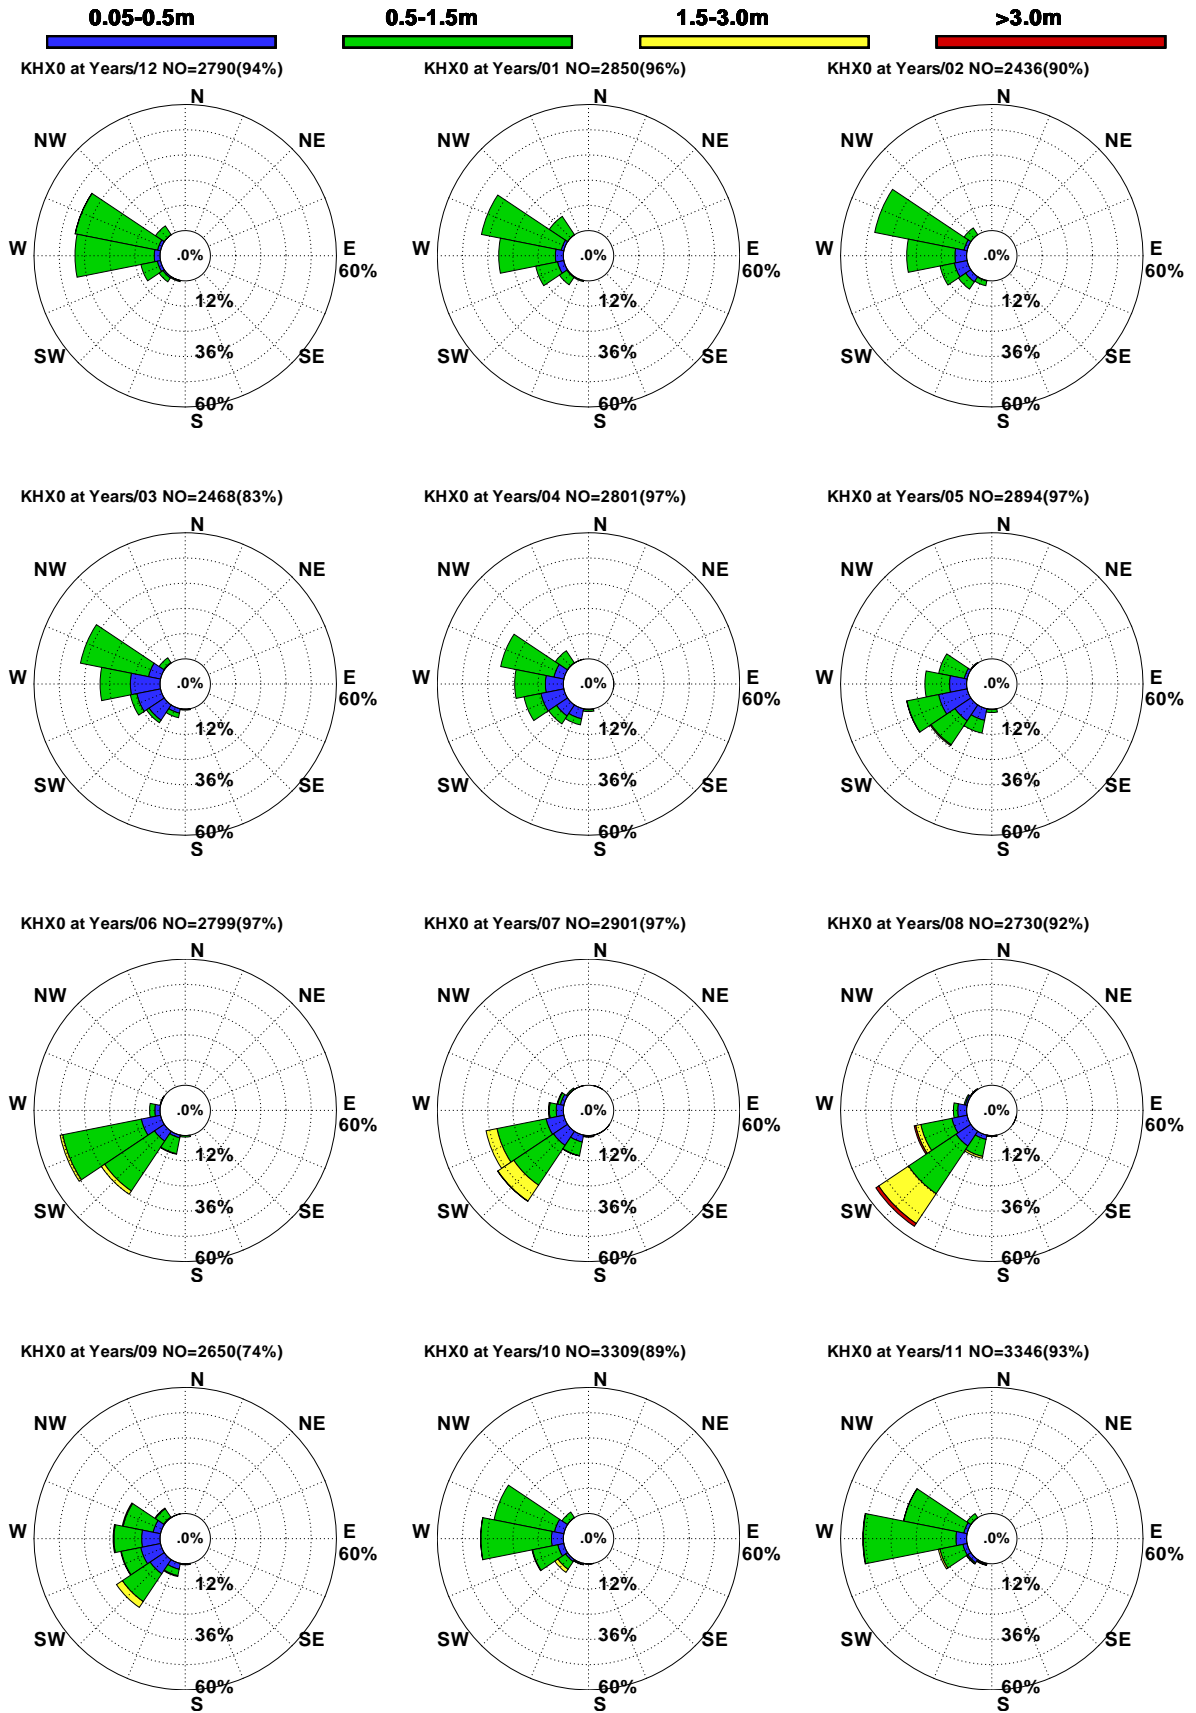 0.05-0.5m 0.5-1.5m 1.5-3.0m >3.0m
KHX0 at Years/12 NO=2790(94%) KHX0 at Years/01 NO=2850(96%) KHX0 at Years/02 NO=2436(90%)
N N N
NW NE NW NE NW NE
W .0% E W .0% E W .0% E
60% 60% 60%
12% 12% 12%
SW 36% SE SW 36% SE SW 36% SE
60% 60% 60%
S S S
KHX0 at Years/03 NO=2468(83%) KHX0 at Years/04 NO=2801(97%) KHX0 at Years/05 NO=2894(97%)
N N N
NW NE NW NE NW NE
W .0% E W .0% E W .0% E
60% 60% 60%
12% 12% 12%
SW 36% SE SW 36% SE SW 36% SE
60% 60% 60%
S S S
KHX0 at Years/06 NO=2799(97%) KHX0 at Years/07 NO=2901(97%) KHX0 at Years/08 NO=2730(92%)
N N N
NW NE NW NE NW NE
W .0% E W .0% E W .0% E
60% 60% 60%
12% 12% 12%
SW 36% SE SW 36% SE SW 36% SE
60% 60% 60%
S S S
KHX0 at Years/09 NO=2650(74%) KHX0 at Years/10 NO=3309(89%) KHX0 at Years/11 NO=3346(93%)
N N N
NW NE NW NE NW NE
W .0% E W .0% E W .0% E
60% 60% 60%
12% 12% 12%
SW 36% SE SW 36% SE SW 36% SE
60% 60% 60%
S S S